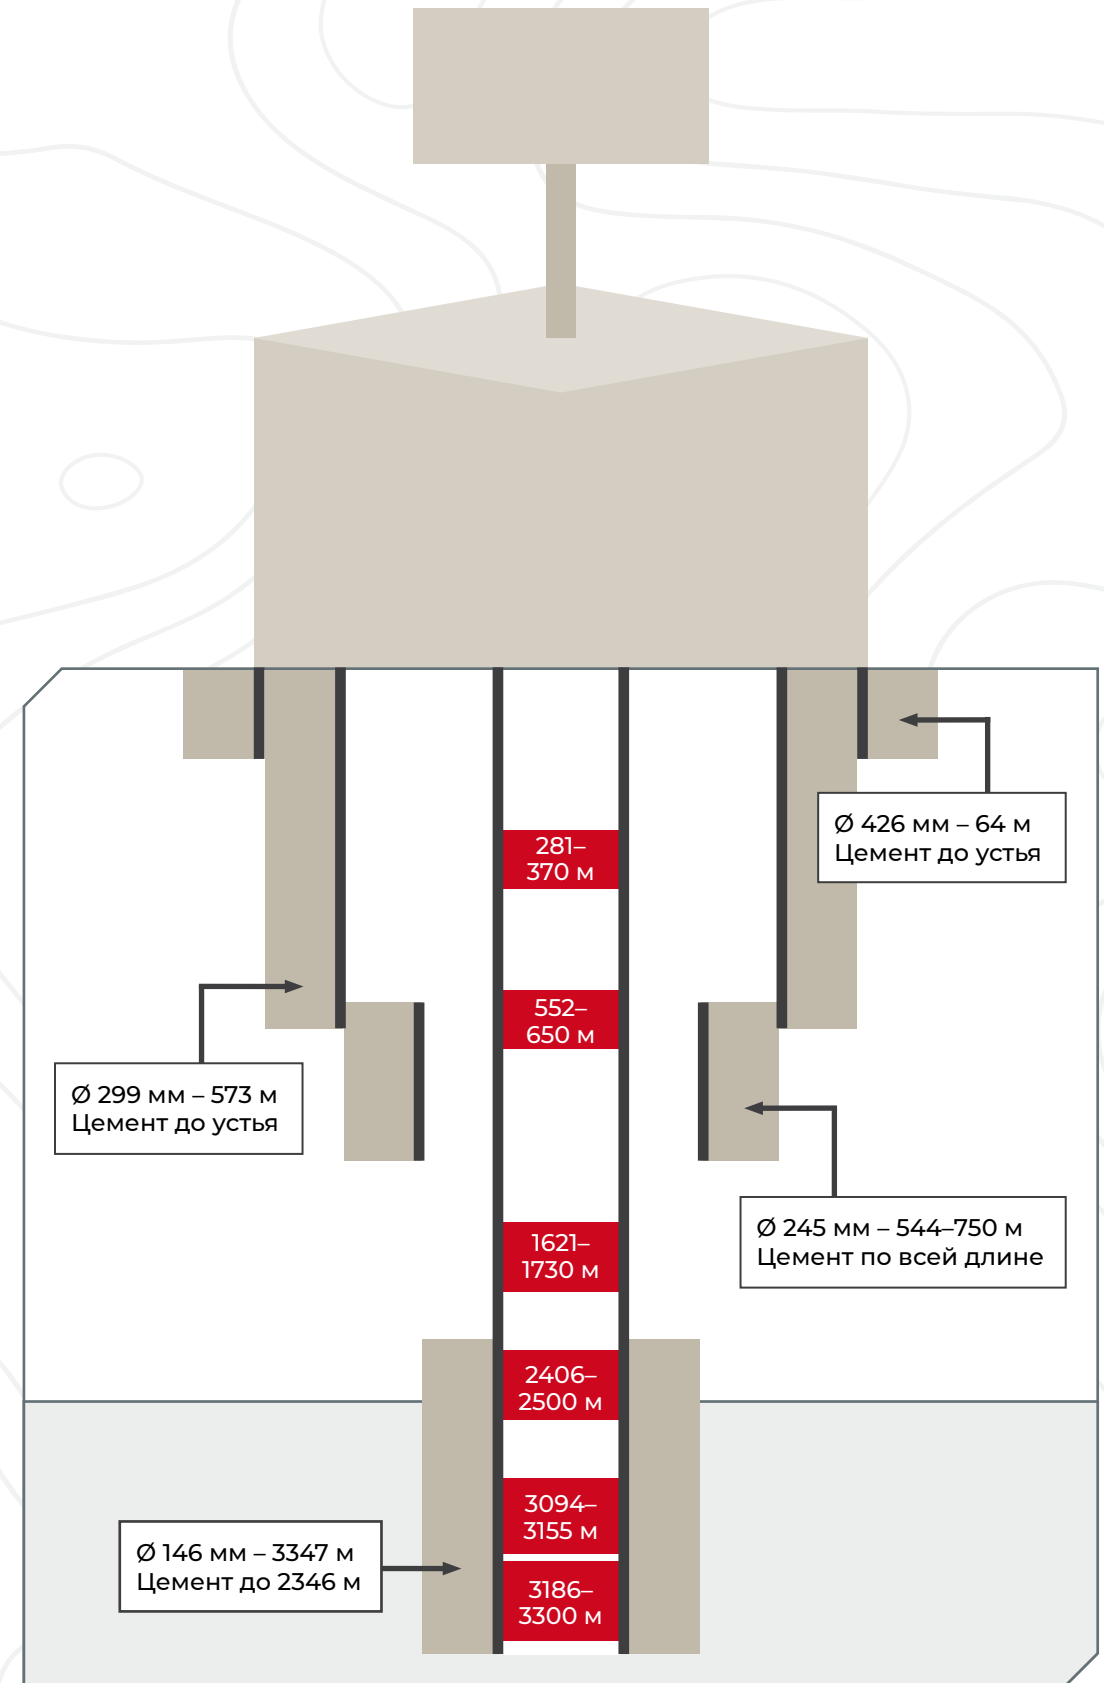 281–
370 м
Ø 426 мм – 64 м
Цемент до устья
552–
650 м
Ø 299 мм – 573 м
Цемент до устья
Ø 245 мм – 544–750 м
Цемент по всей длине
1621–
1730 м
2406–
2500 м
3094–
3155 м
Ø 146 мм – 3347 м
Цемент до 2346 м
3186–
3300 м